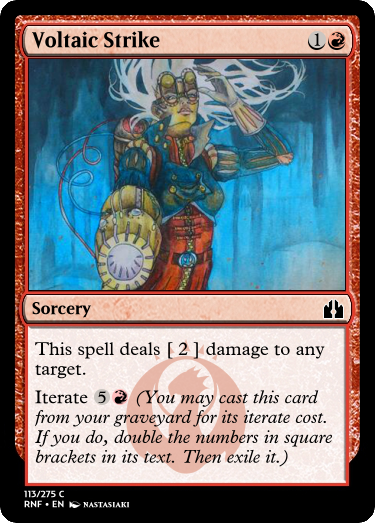 Voltaic Strike 1
Sorcery
This spell deals [ 2 ] damage to any
target.
Iterate 5 (You may cast this card
from your graveyard for its iterate cost.
If you do, double the numbers in square
brackets in its text. Then exile it.)
113/275 C
RNF • EN NASTASIAKI